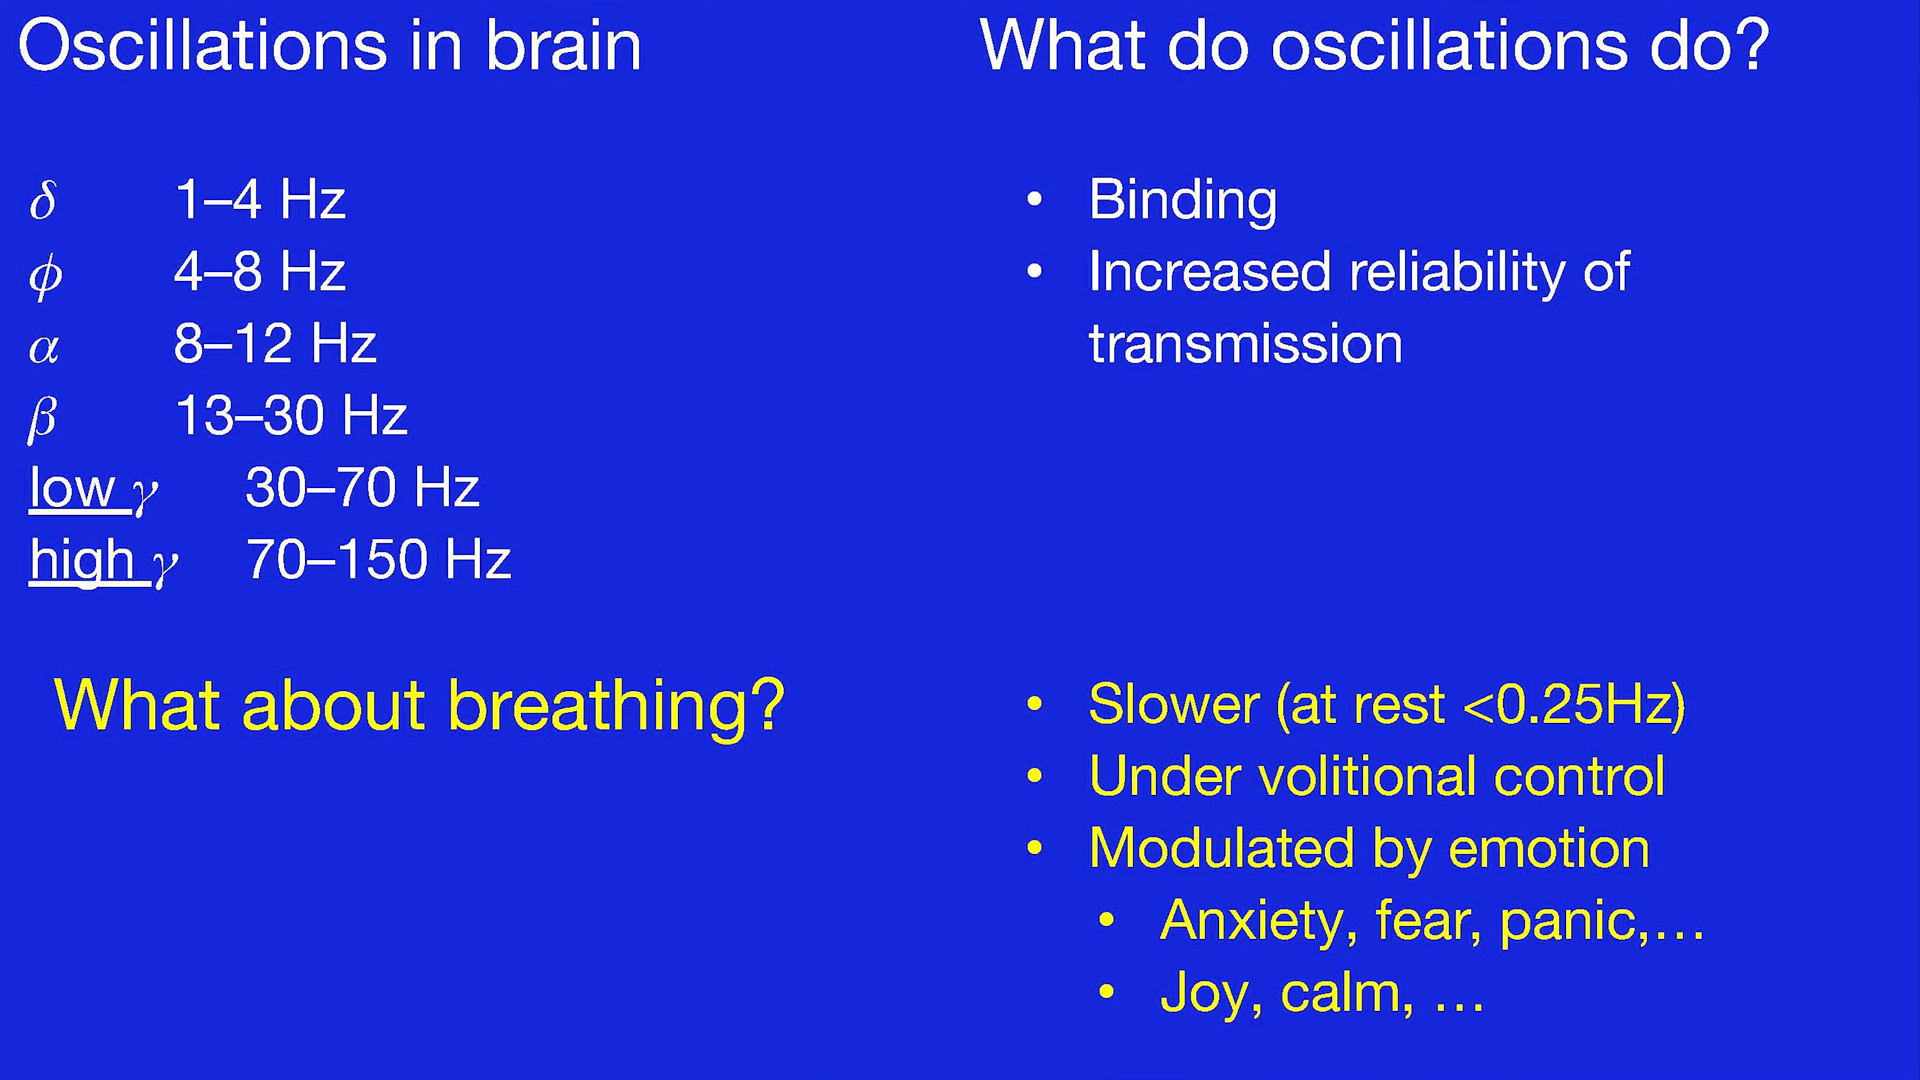 Oscillations in brain
δ 1–4 Hz
ϕ 4–8 Hz
α 8–12 Hz
β 13–30 Hz
low γ 30–70 Hz
high γ 70–150 Hz
What do oscillations do?
• Binding
• Increased reliability of
transmission
What about breathing?
• Slower (at rest <0.25Hz)
• Under volitional control
• Modulated by emotion
• Anxiety, fear, panic,…
• Joy, calm, …